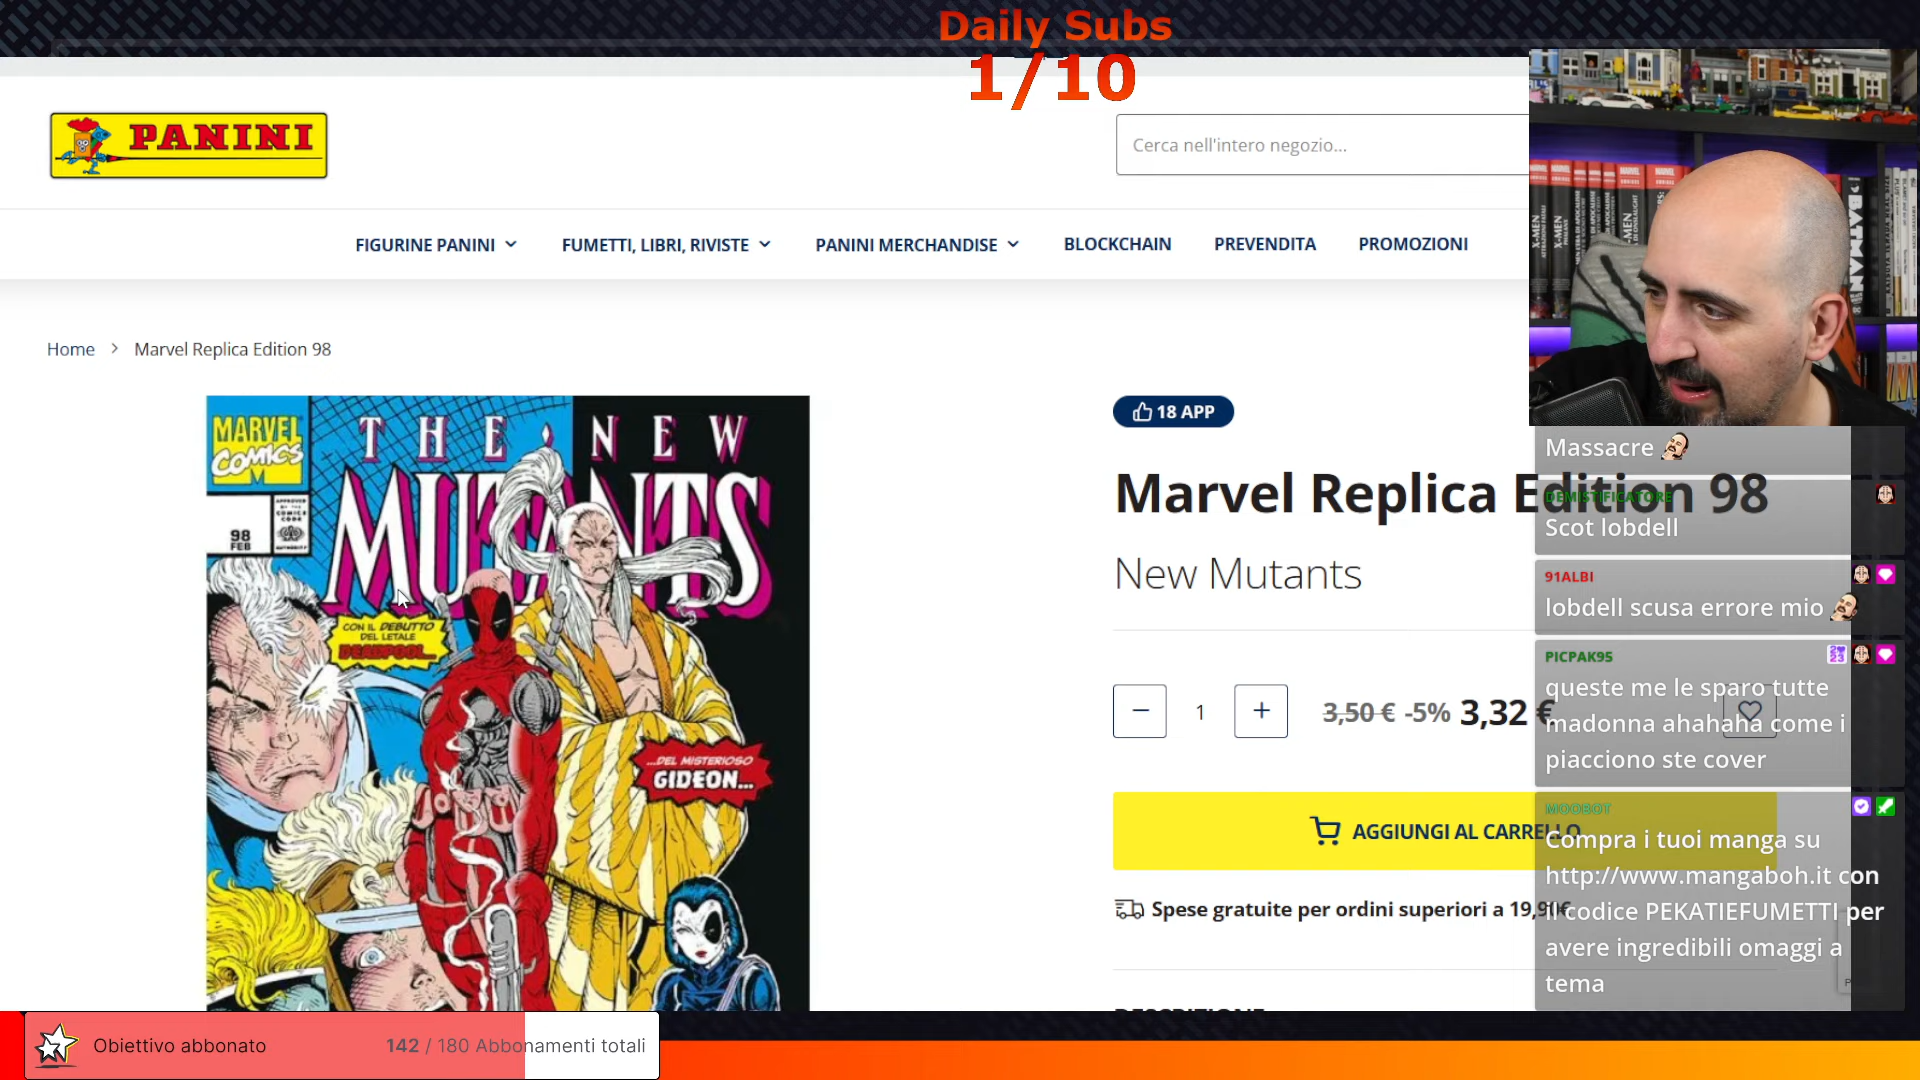 Daily Subs
1/10
PANINI
Cerca nell'intero negozio...
FIGURINE PANINI
FUMETTI, LIBRI, RIVISTE
PANINI MERCHANDISE
BLOCKCHAIN
PREVENDITA
PROMOZIONI
Home > Marvel Replica Edition 98
MARVEL
COMICS
THE NEW
MUTANTS
98
FEB
CON IL DEBUTTO
DEL LETALE
DEADPOOL...
...DEL MISTERIOSO
GIDEON...
18 APP
Marvel Replica Edition 98
New Mutants
1
3,50 € -5% 3,32 €
AGGIUNGI AL CARRELLO
Spese gratuite per ordini superiori a 19,90€
DESCRIZIONE
BATMAN
X-MEN
X-MEN
Massacre
DEMISTIFICATORE
Scot lobdell
91ALBI
lobdell scusa errore mio
PICPAK95
queste me le sparo tutte
madonna ahahaha come i
piacciono ste cover
MOOBOT
Compra i tuoi manga su
http://www.mangaboh.it con
il codice PEKATIEFUMETTI per
avere ingredibili omaggi a
tema
Obiettivo abbonato
142 / 180 Abbonamenti totali